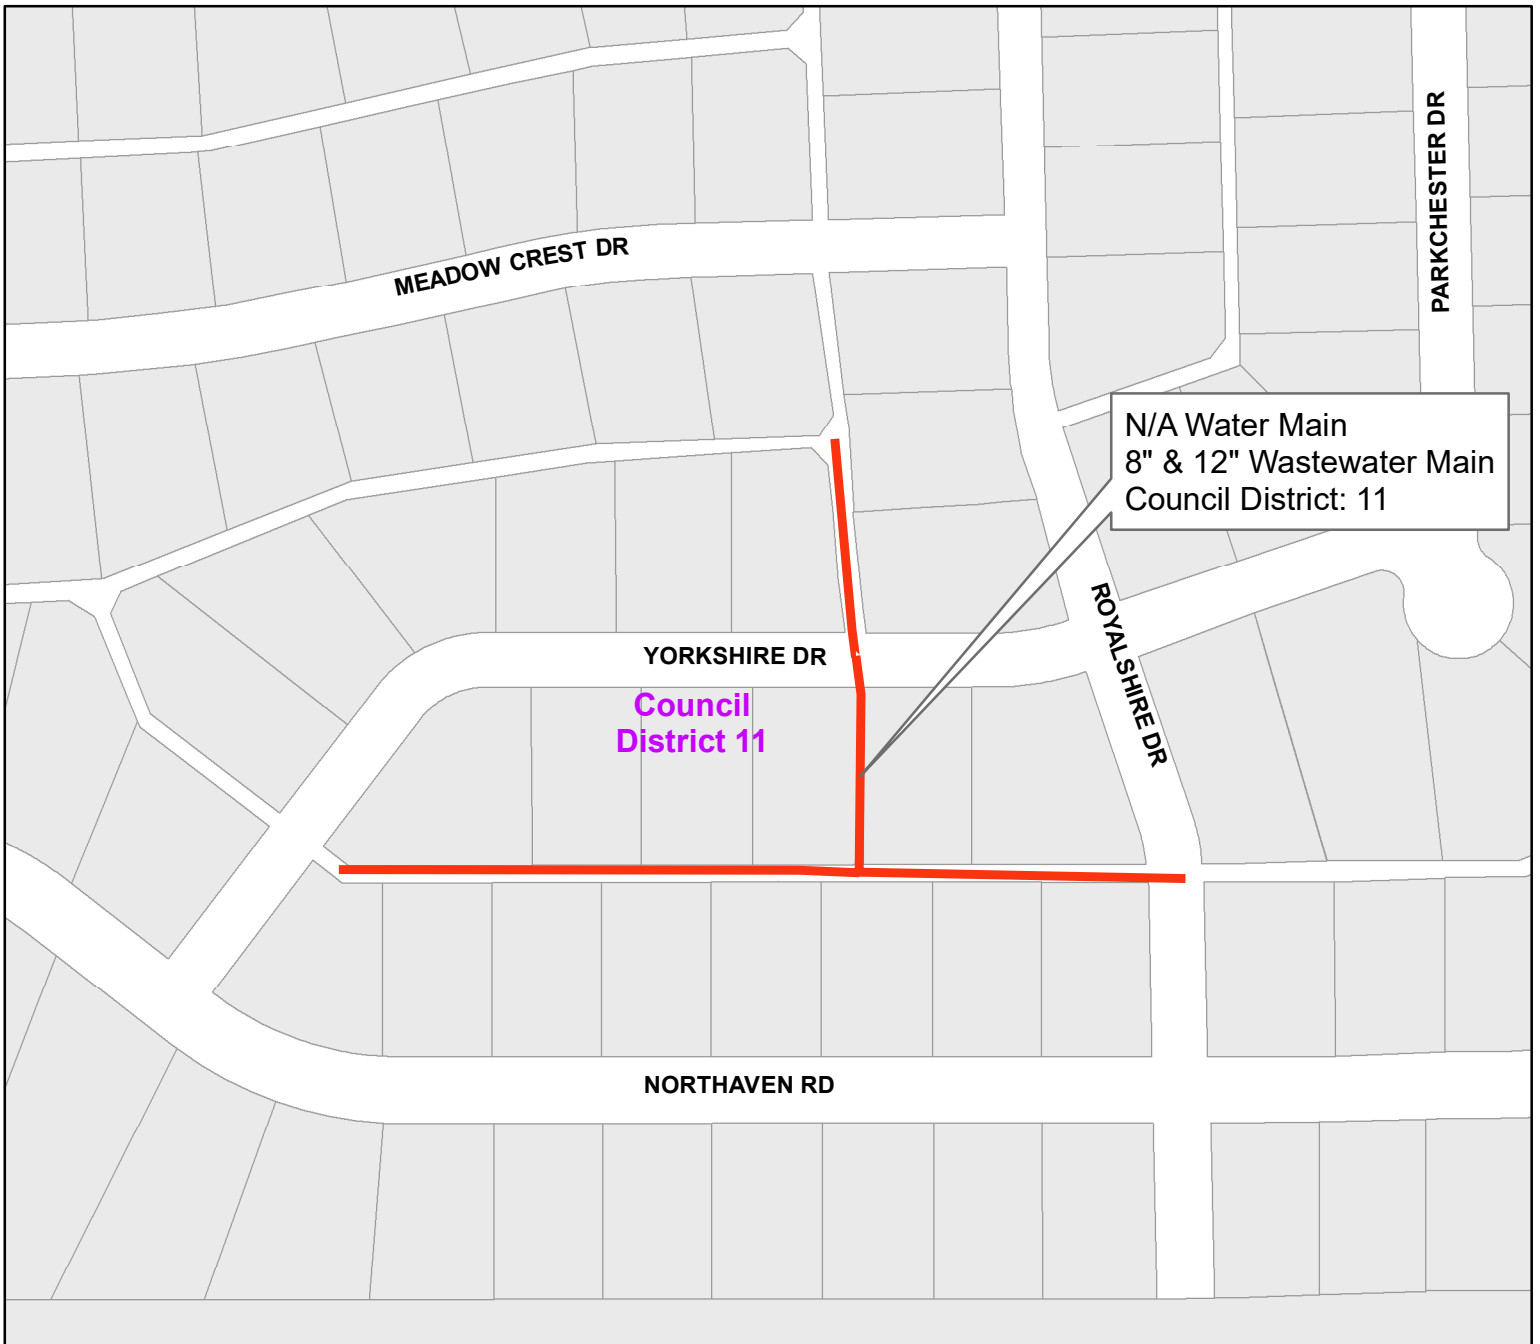 PARKCHESTER DR
MEADOW CREST DR
N/A Water Main
8" & 12" Wastewater Main
Council District: 11
ROYALSHIRE DR
YORKSHIRE DR
Council
District 11
NORTHAVEN RD